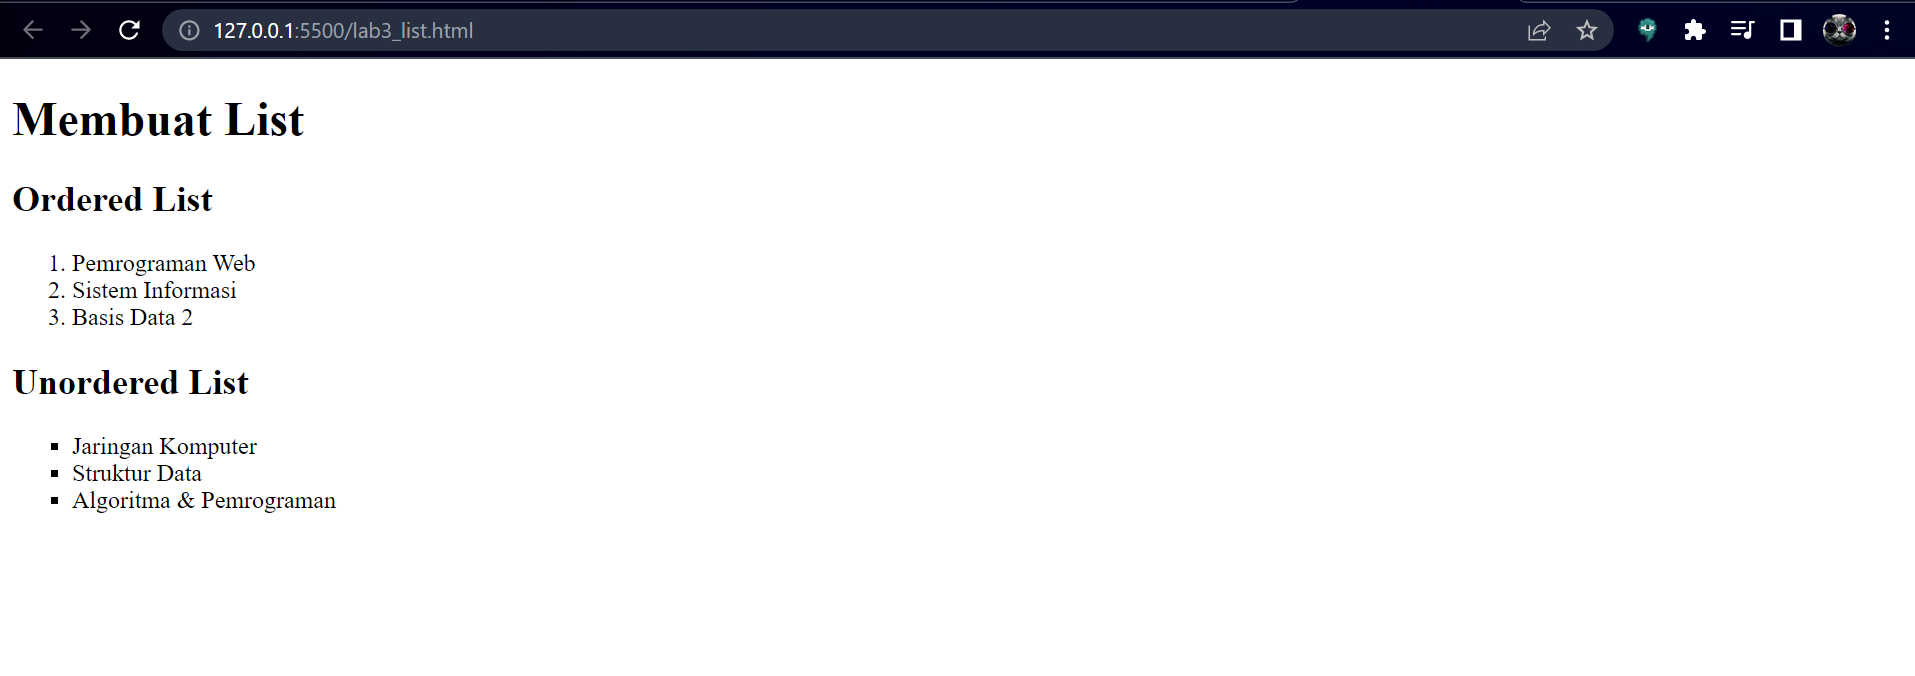 127.0.0.1:5500/lab3_list.html
Membuat List
Ordered List
1. Pemrograman Web
2. Sistem Informasi
3. Basis Data 2
Unordered List
▪ Jaringan Komputer
▪ Struktur Data
▪ Algoritma & Pemrograman